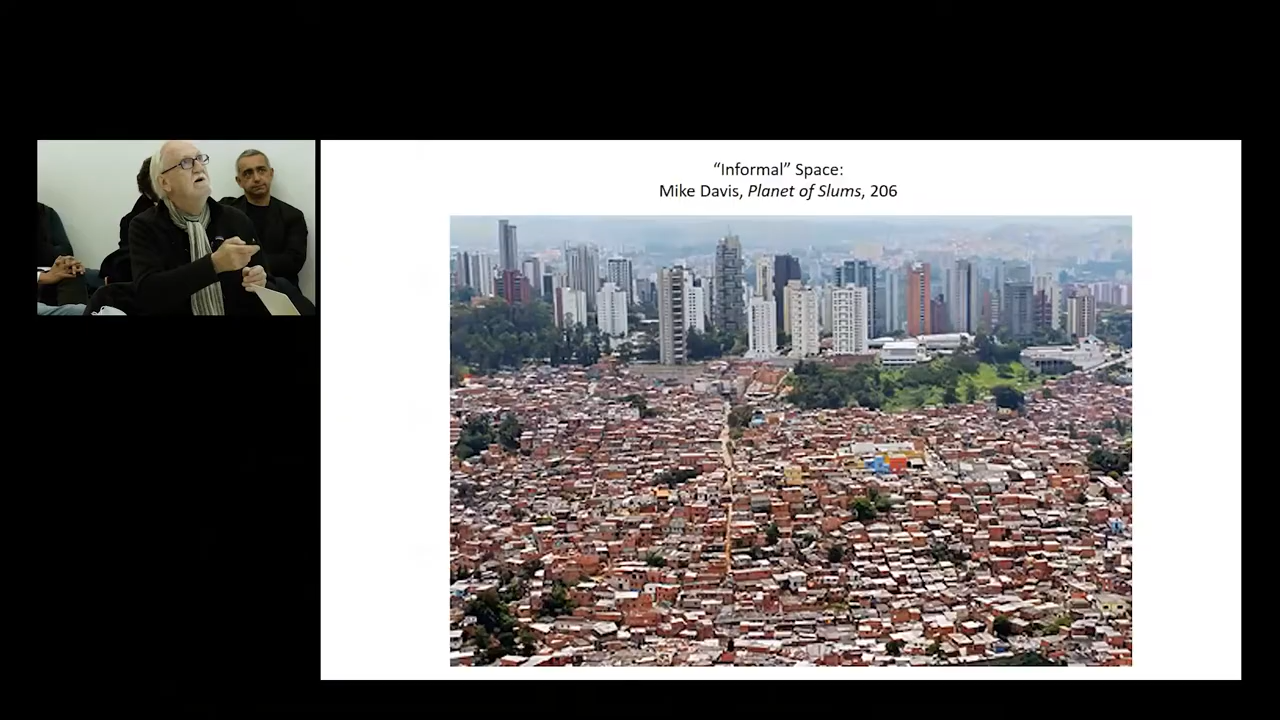 “Informal” Space:
Mike Davis, Planet of Slums, 206